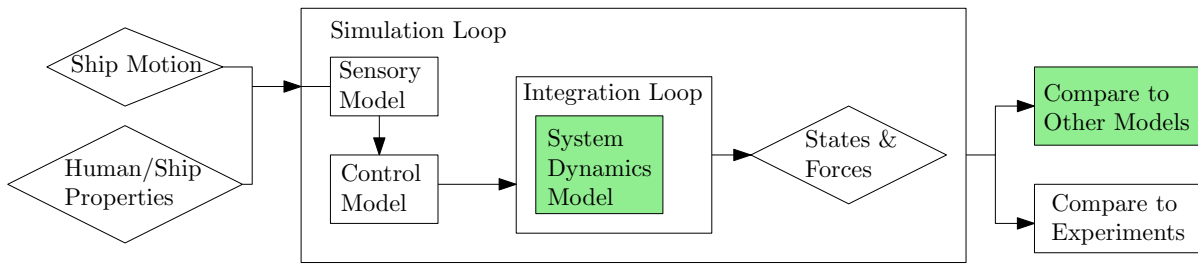 Ship Motion
Human/Ship
Properties
Simulation Loop
Sensory
Model
Control
Model
Integration Loop
System
Dynamics
Model
States &
Forces
Compare to
Other Models
Compare to
Experiments